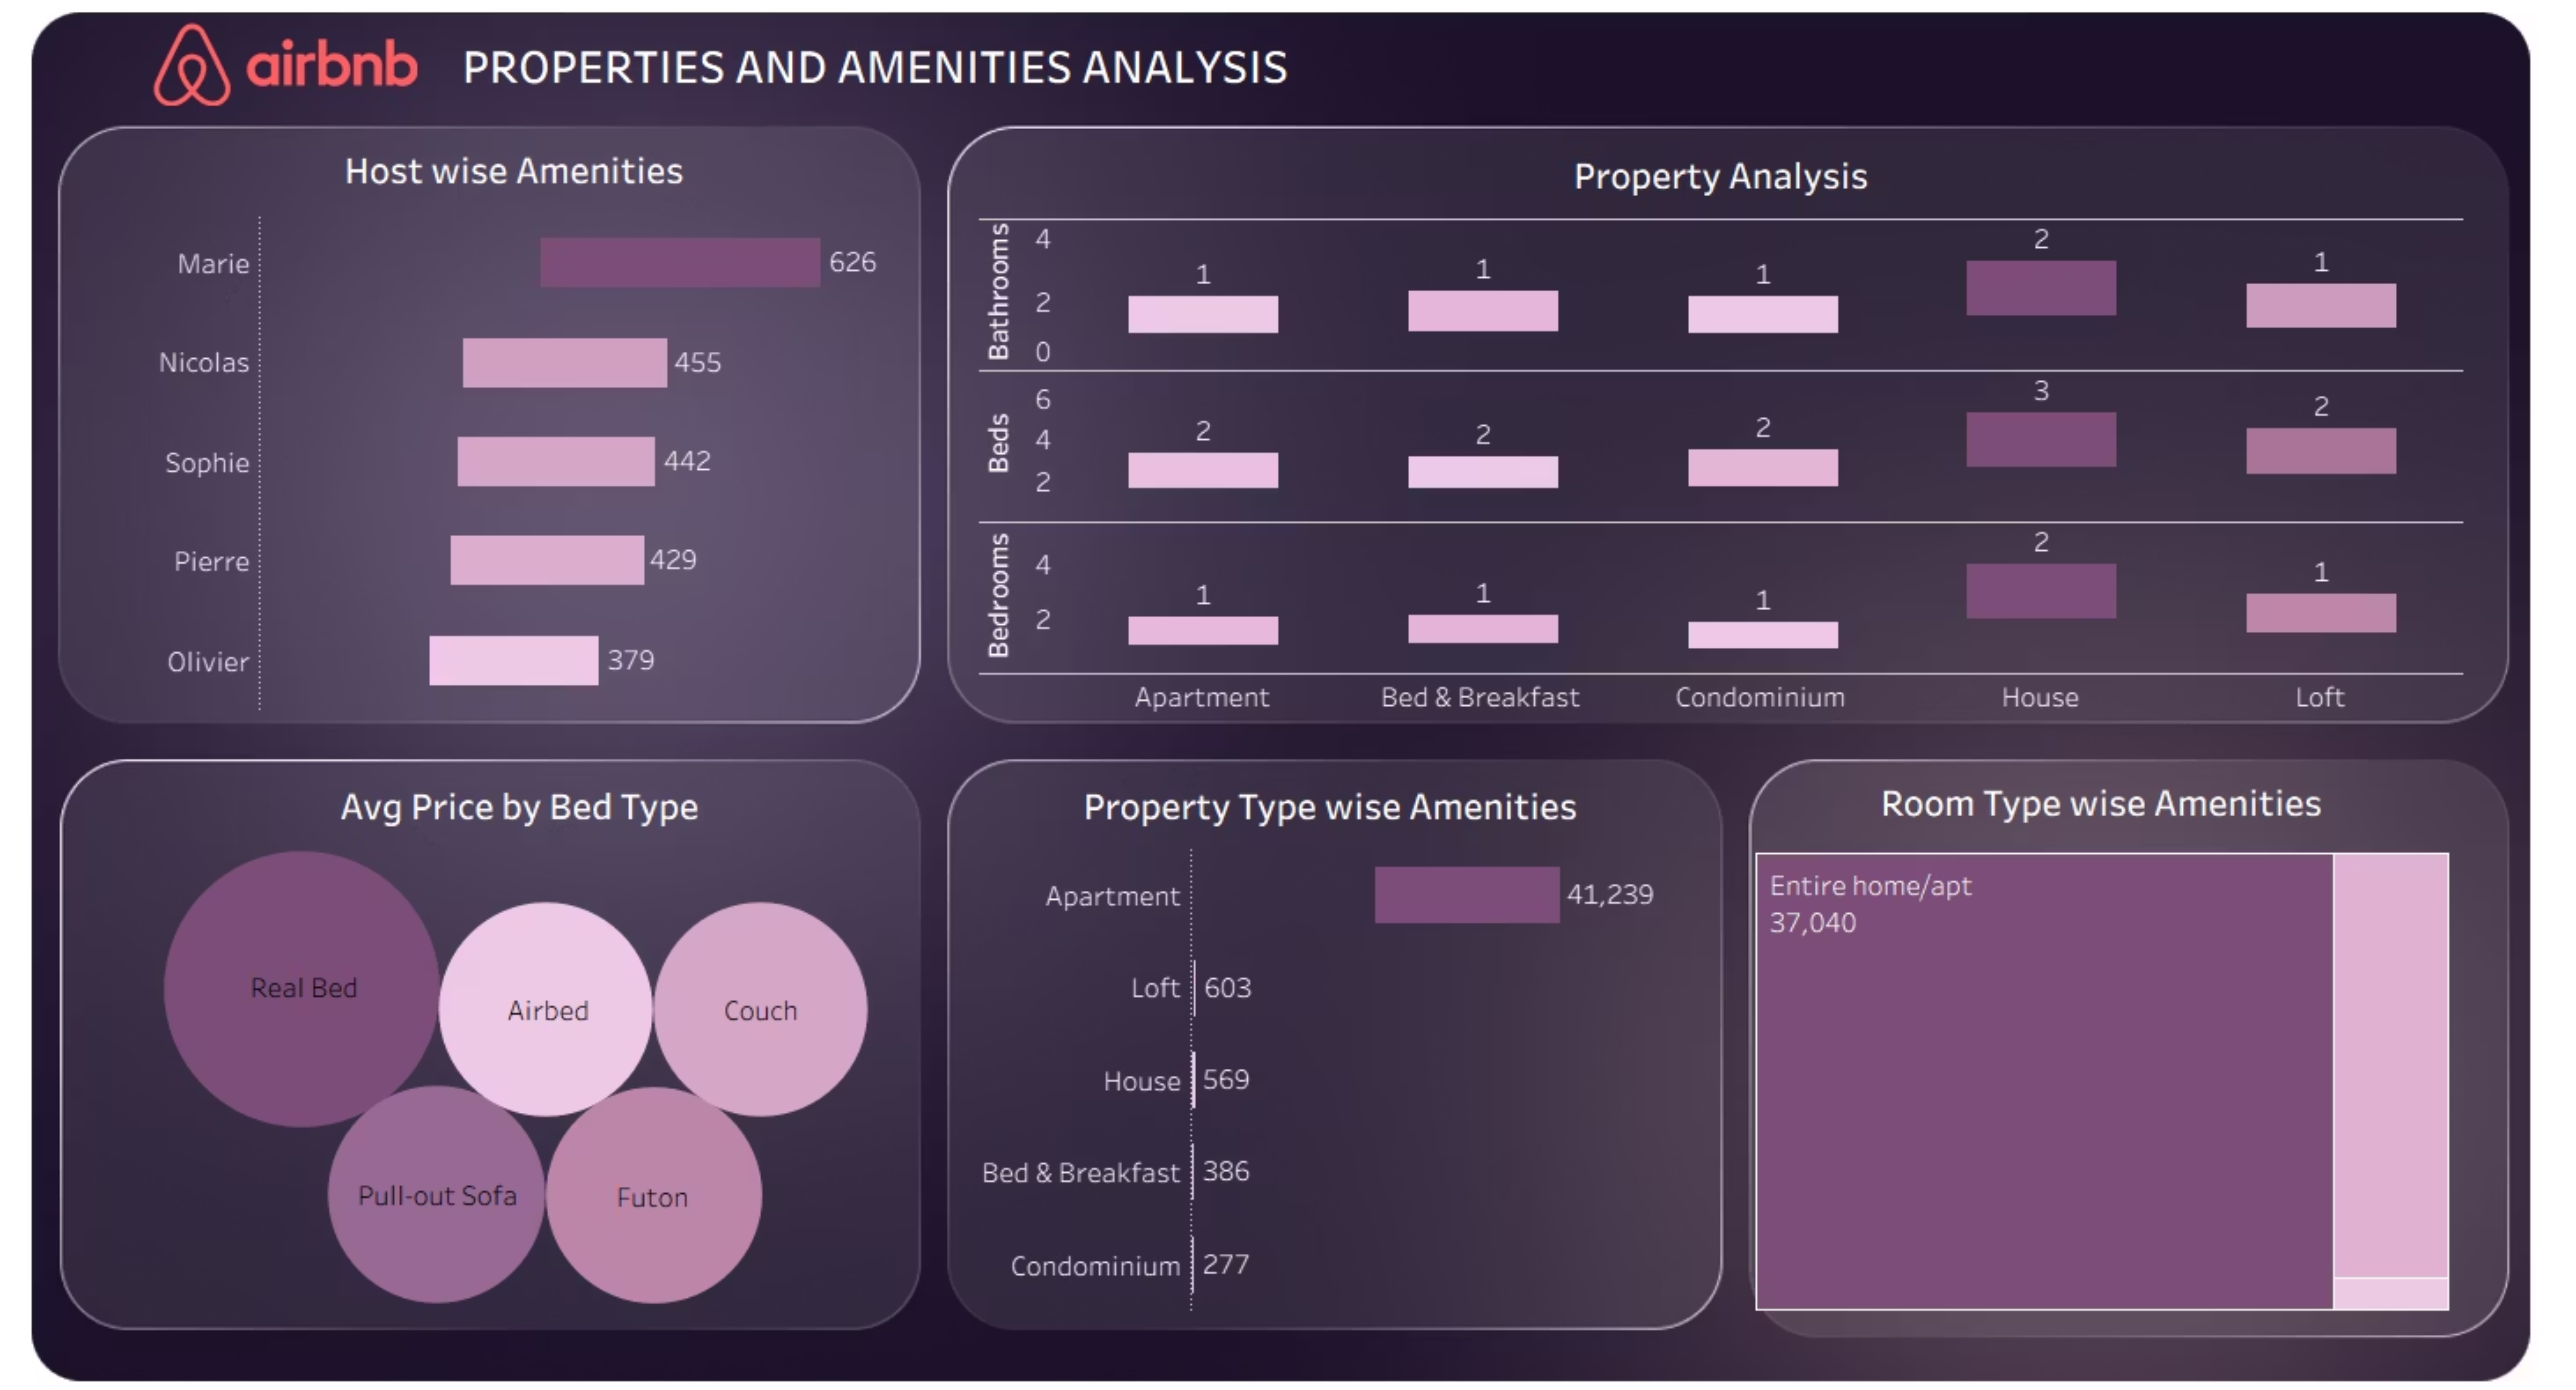 airbnb PROPERTIES AND AMENITIES ANALYSIS
Host wise Amenities
Marie 626
Nicolas 455
Sophie 442
Pierre 429
Olivier 379
Property Analysis
Bathrooms
4
2
0
1 1 1 2 1
Beds
6
4
2
2 2 2 3 2
Bedrooms
4
2
1 1 1 2 1
Apartment Bed & Breakfast Condominium House Loft
Avg Price by Bed Type
Real Bed
Airbed
Couch
Pull-out Sofa
Futon
Property Type wise Amenities
Apartment 41,239
Loft 603
House 569
Bed & Breakfast 386
Condominium 277
Room Type wise Amenities
Entire home/apt
37,040